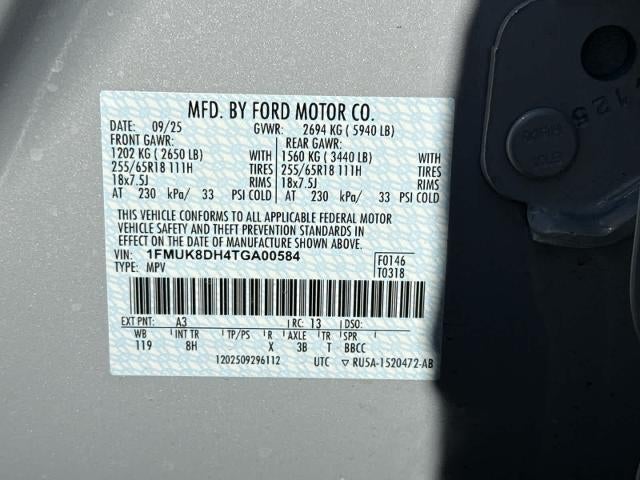 MFD. BY FORD MOTOR CO.
DATE: 09/25 GVWR: 2694 KG ( 5940 LB)
FRONT GAWR: REAR GAWR:
1202 KG ( 2650 LB) WITH 1560 KG ( 3440 LB) WITH
255/65R18 111H TIRES 255/65R18 111H TIRES
18x7.5J RIMS 18x7.5J RIMS
AT 230 kPa/ 33 PSI COLD AT 230 kPa/ 33 PSI COLD
THIS VEHICLE CONFORMS TO ALL APPLICABLE FEDERAL MOTOR
VEHICLE SAFETY AND THEFT PREVENTION STANDARDS IN
EFFECT ON THE DATE OF MANUFACTURE SHOWN ABOVE.
VIN: 1FMUK8DH4TGA00584 F0146
TYPE: MPV T0318
EXT PNT: A3 RC: 13 DSO:
WB INT TR TP/PS R AXLE TR SPR
119 8H X 3B T BBCC
1202509296112 UTC ▽ RU5A-1520472-AB